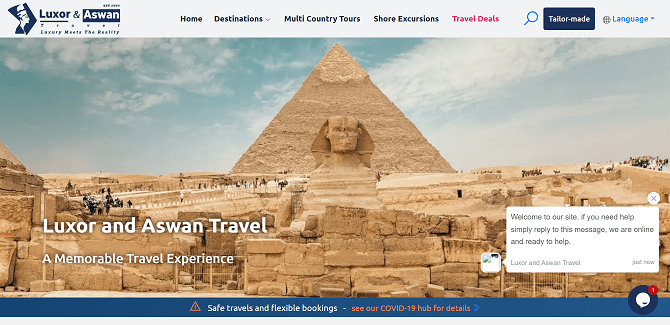 EST 2004
Luxor & Aswan
Travel
Luxury Meets The Reality
Home Destinations Multi Country Tours Shore Excursions Travel Deals Tailor-made Language
Luxor and Aswan Travel
A Memorable Travel Experience
Welcome to our site, if you need help
simply reply to this message, we are online
and ready to help.
Luxor and Aswan Travel just now
1
Safe travels and flexible bookings - see our COVID-19 hub for details